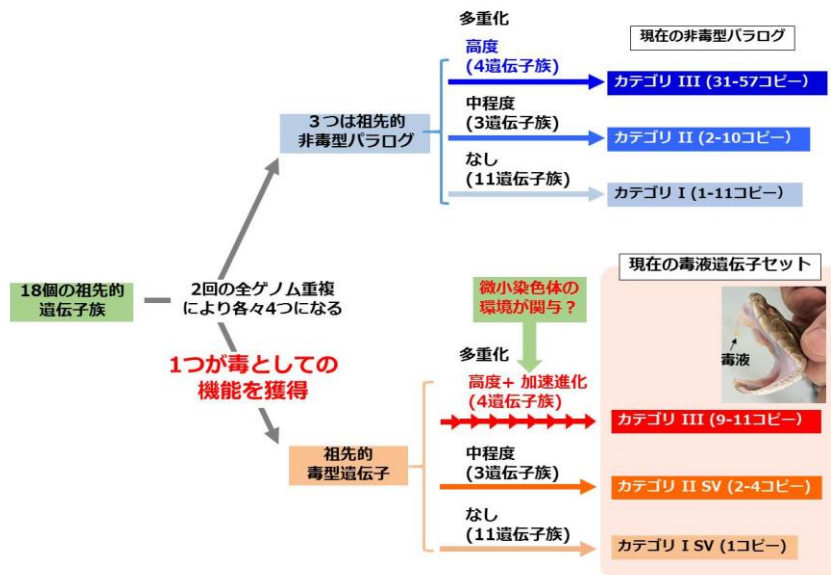 多重化
現在の非毒型パラログ
高度
(4遺伝子族)
カテゴリ III (31-57コピー)
3つは祖先的
非毒型パラログ
中程度
(3遺伝子族)
カテゴリ II (2-10コピー)
なし
(11遺伝子族)
カテゴリ I (1-11コピー)
18個の祖先的
遺伝子族
2回の全ゲノム重複
により各々4つになる
1つが毒としての
機能を獲得
微小染色体の
環境が関与?
現在の毒液遺伝子セット
毒液
多重化
高度+ 加速進化
(4遺伝子族)
カテゴリ III (9-11コピー)
祖先的
毒型遺伝子
中程度
(3遺伝子族)
カテゴリ II SV (2-4コピー)
なし
(11遺伝子族)
カテゴリ I SV (1コピー)